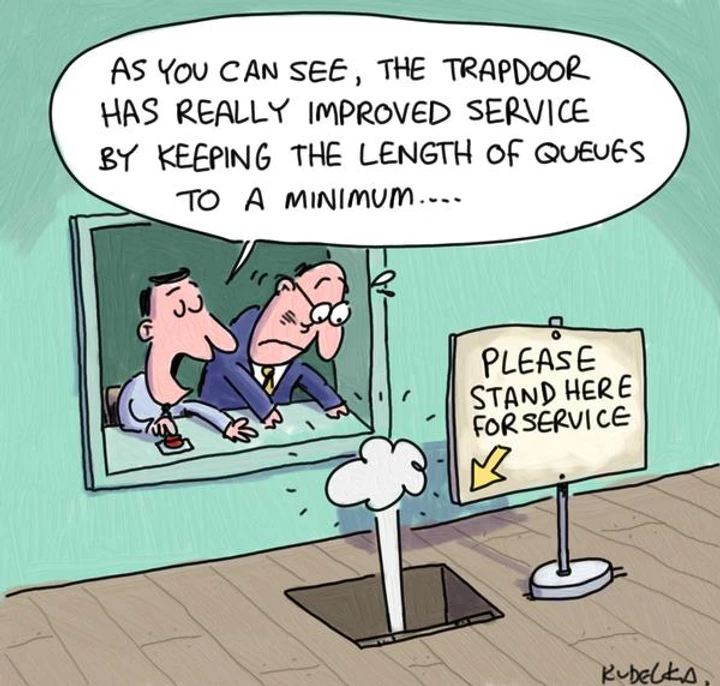 AS YOU CAN SEE, THE TRAPDOOR
HAS REALLY IMPROVED SERVICE
BY KEEPING THE LENGTH OF QUEUES
TO A MINIMUM....
PLEASE
STAND HERE
FOR SERVICE
KUDELKA.